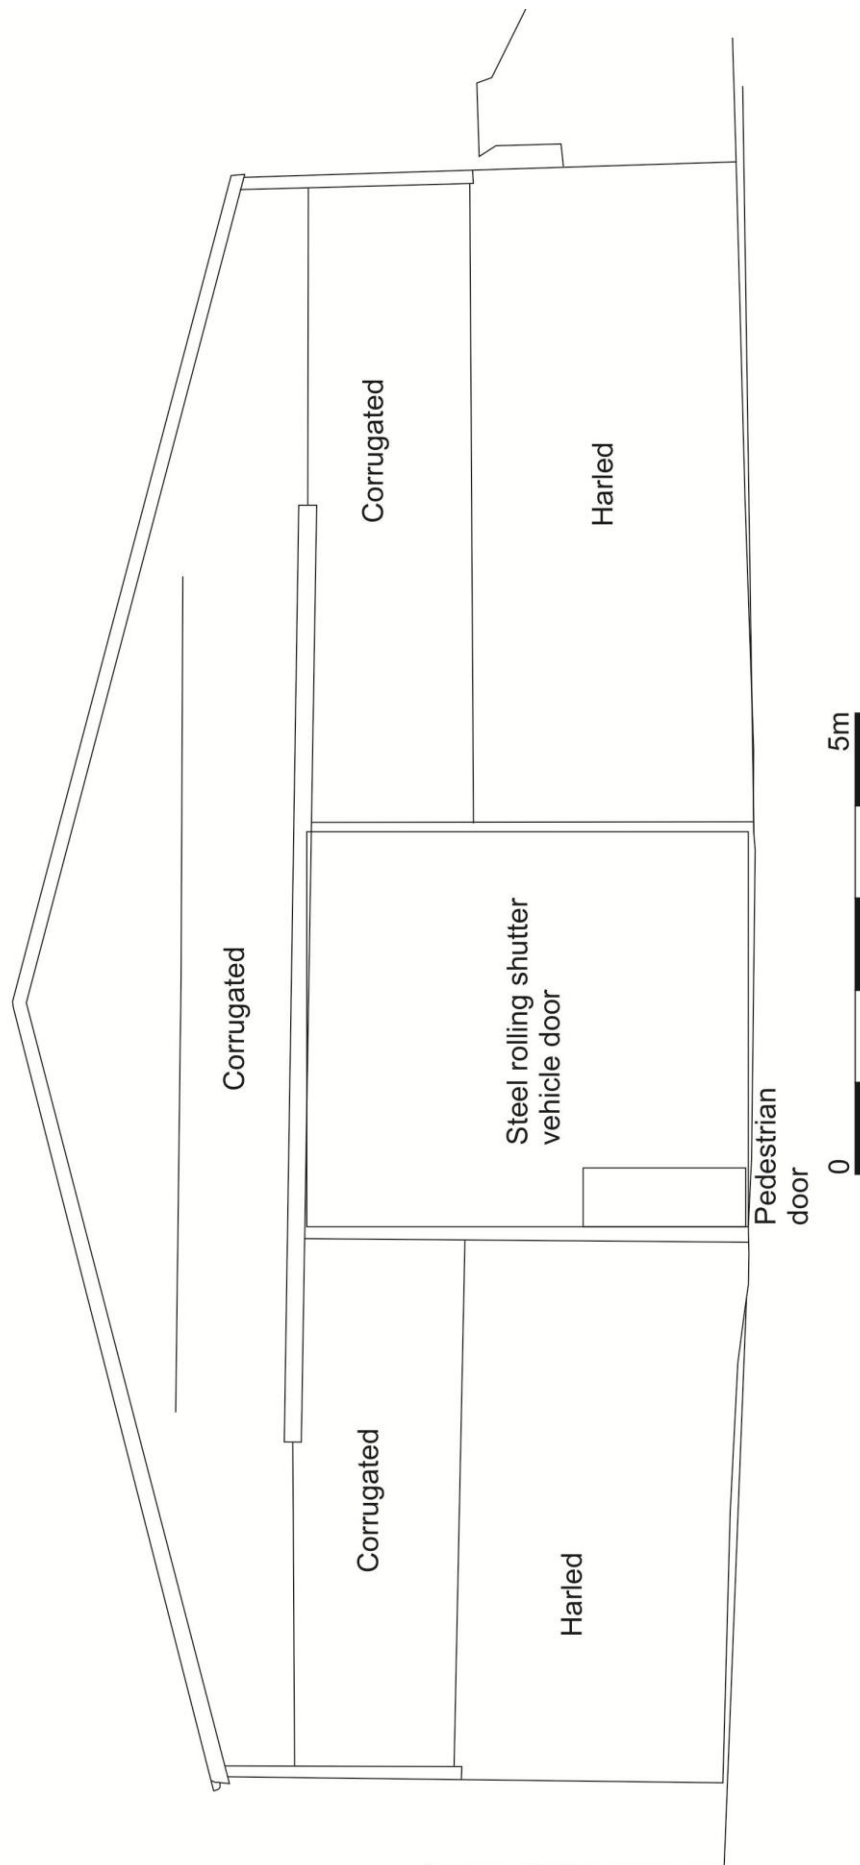 Corrugated
Corrugated
Corrugated
Harled
Harled
Steel rolling shutter
vehicle door
Pedestrian
door
0
5m